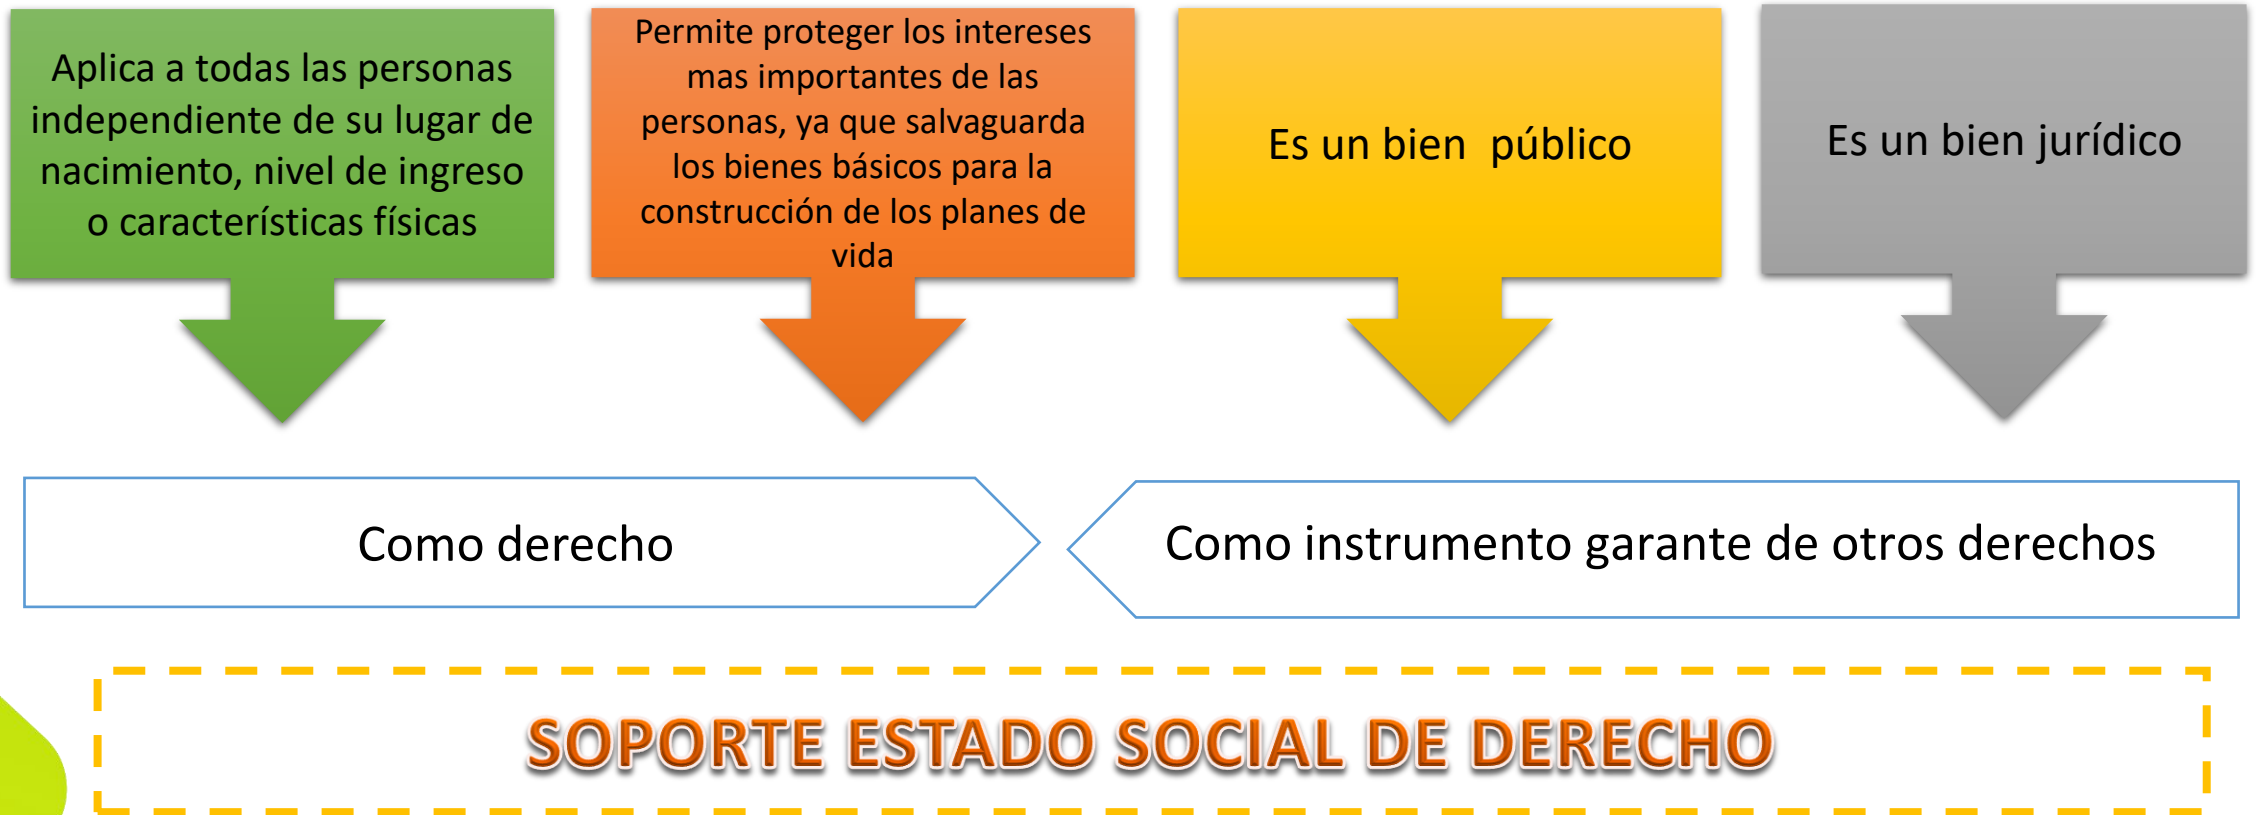 Aplica a todas las personas
independiente de su lugar de
nacimiento, nivel de ingreso
o características físicas
Permite proteger los intereses
mas importantes de las
personas, ya que salvaguarda
los bienes básicos para la
construcción de los planes de
vida
Es un bien público
Es un bien jurídico
Como derecho
Como instrumento garante de otros derechos
SOPORTE ESTADO SOCIAL DE DERECHO